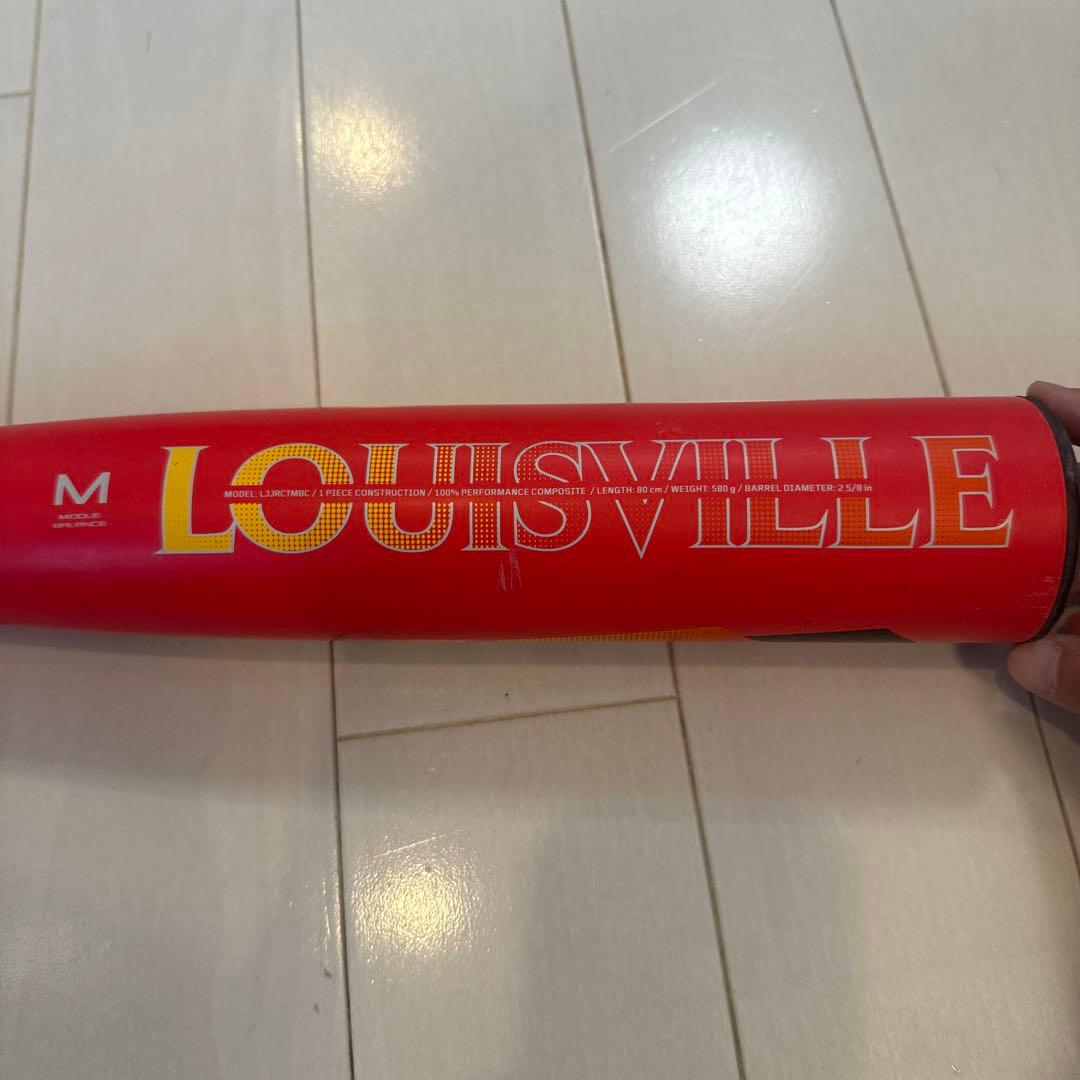 M
MIDDLE
BALANCE
LOUISVILLE
MODEL: LJJRCTMBC / 1 PIECE CONSTRUCTION / 100% PERFORMANCE COMPOSITE / LENGTH: 80 cm / WEIGHT: 580 g / BARREL DIAMETER: 2 5/8 in